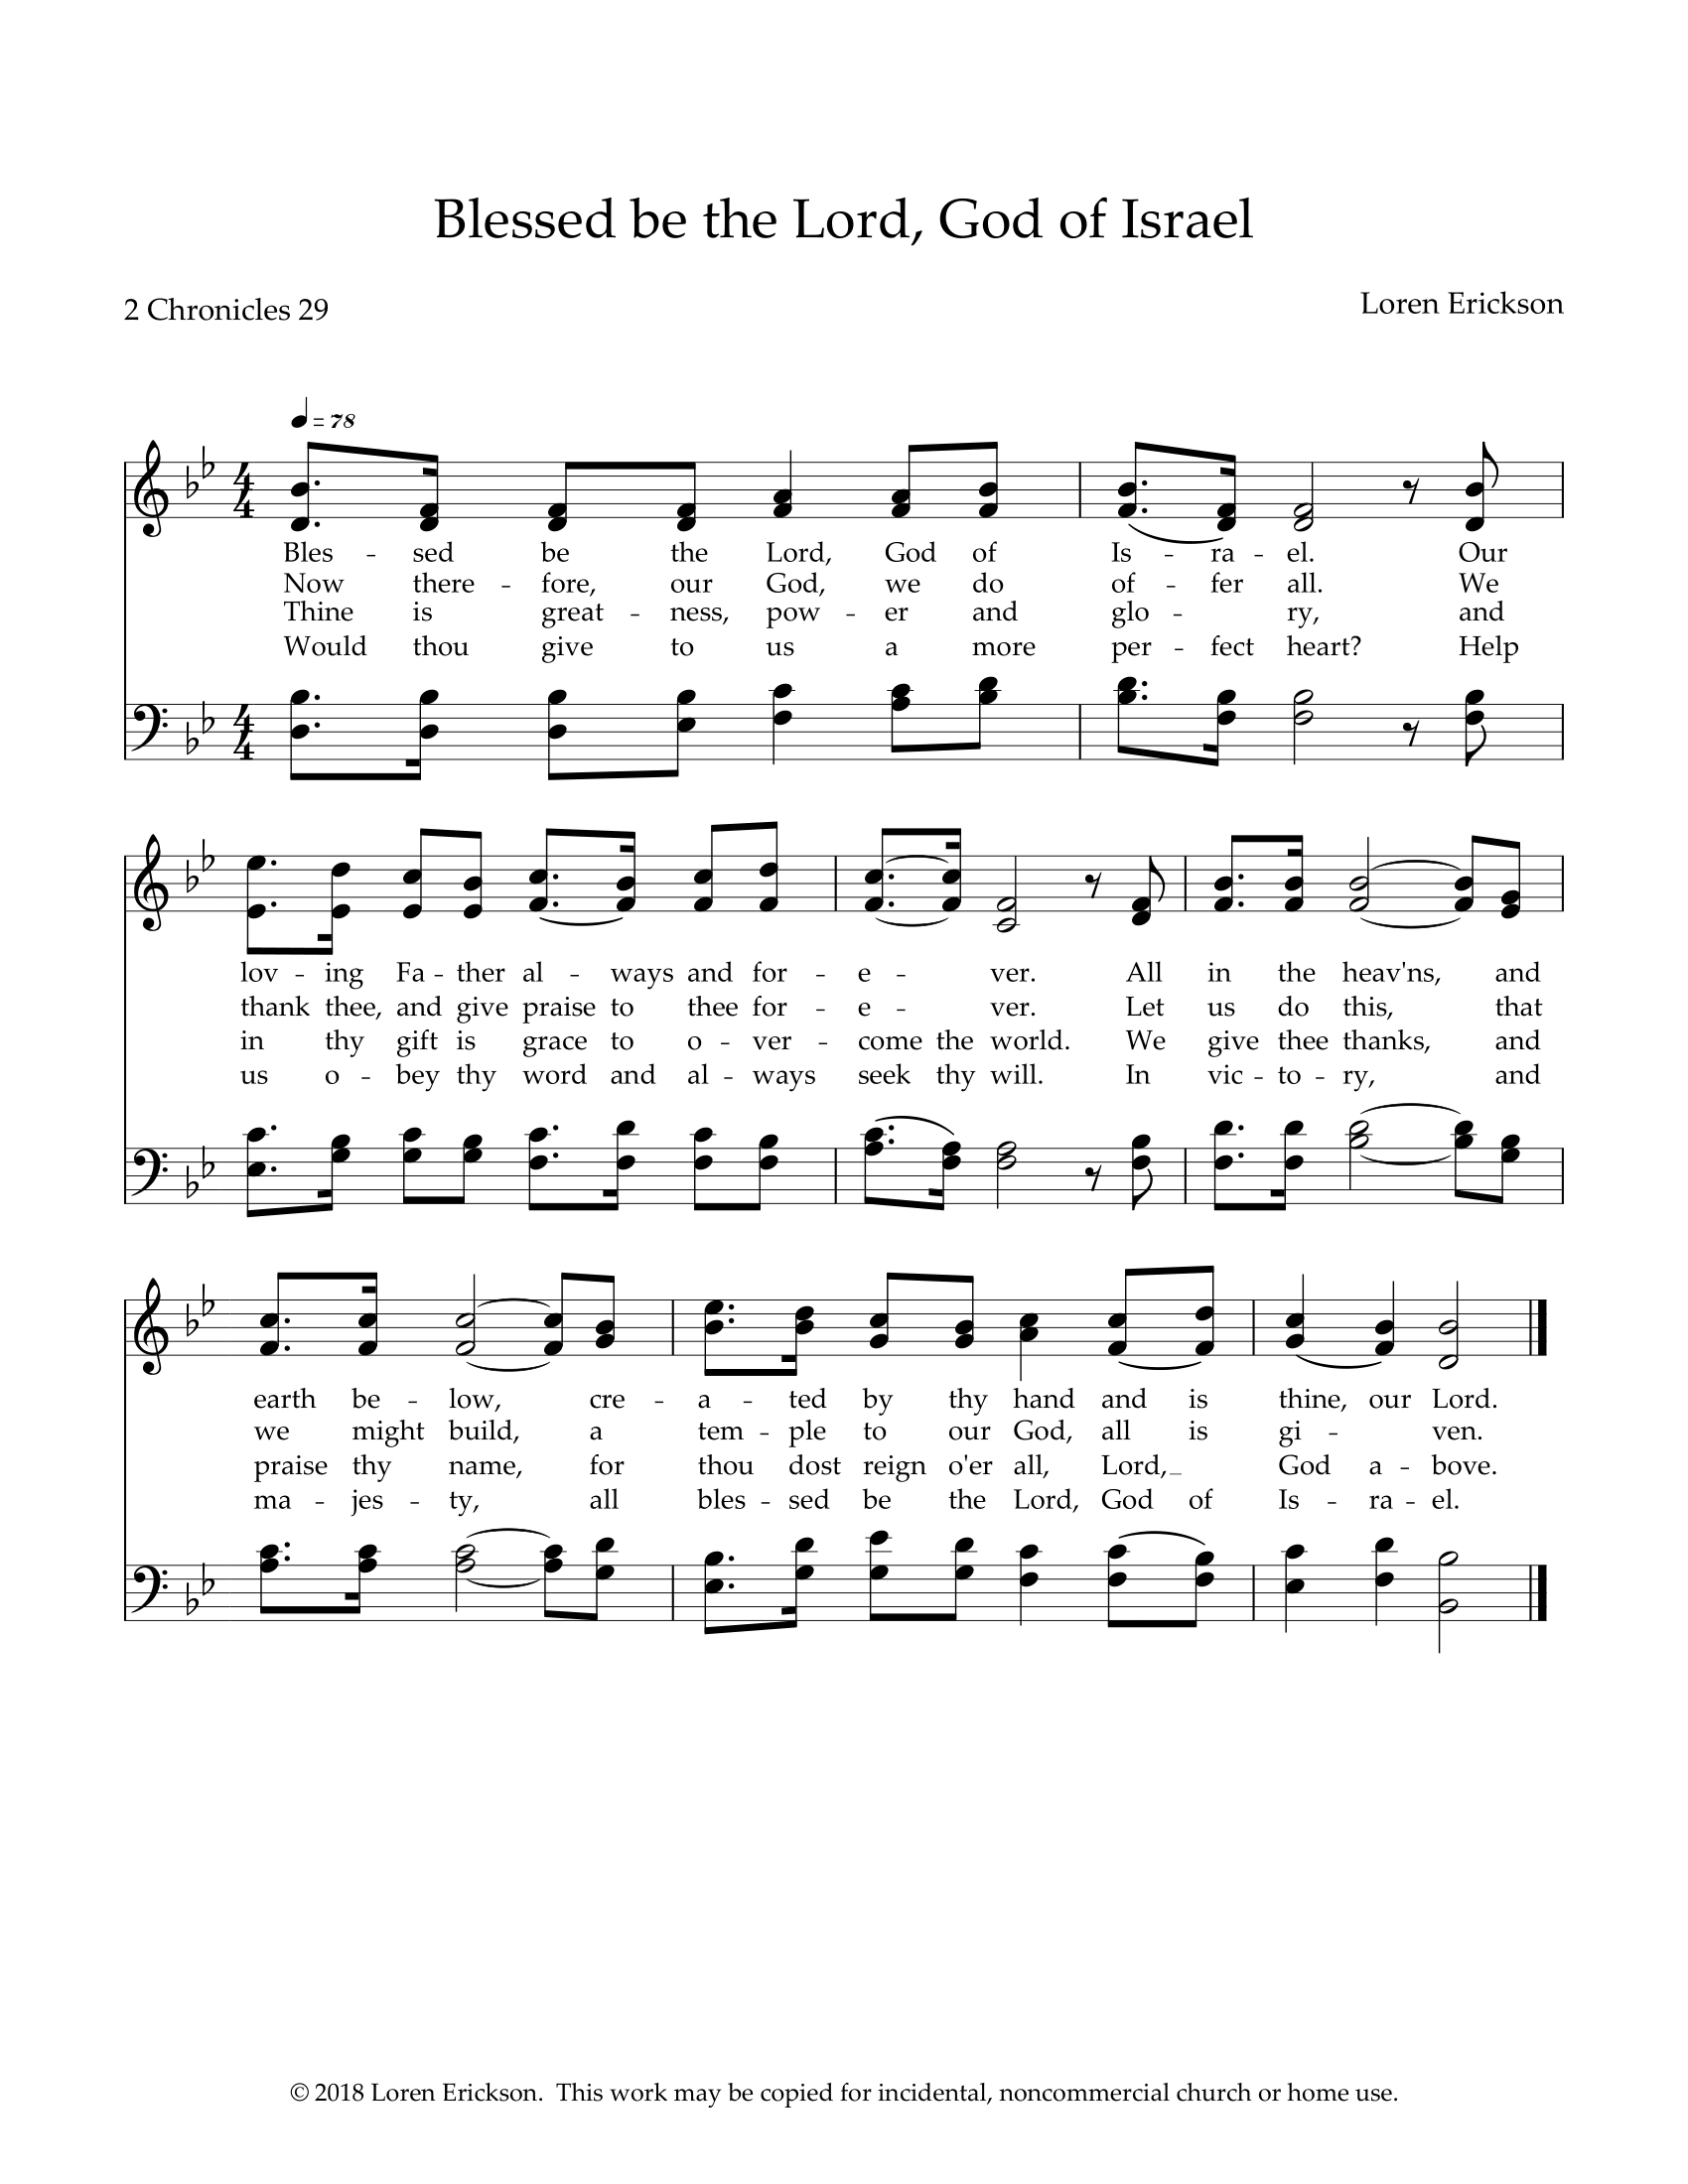 Blessed be the Lord, God of Israel
2 Chronicles 29
Loren Erickson
= 78
4 4
Bles - sed be the Lord, God of Is - ra - el. Our
Now there - fore, our God, we do of - fer all. We
Thine is great - ness, pow - er and glo - ry, and
Would thou give to us a more per - fect heart? Help
4 4
lov - ing Fa - ther al - ways and for - e - ver. All in the heav'ns, and
thank thee, and give praise to thee for - e - ver. Let us do this, that
in thy gift is grace to o - ver - come the world. We give thee thanks, and
us o - bey thy word and al - ways seek thy will. In vic - to - ry, and
earth be - low, cre - a - ted by thy hand and is thine, our Lord.
we might build, a tem - ple to our God, all is gi - ven.
praise thy name, for thou dost reign o'er all, Lord, _ God a - bove.
ma - jes - ty, all bles - sed be the Lord, God of Is - ra - el.
© 2018 Loren Erickson. This work may be copied for incidental, noncommercial church or home use.